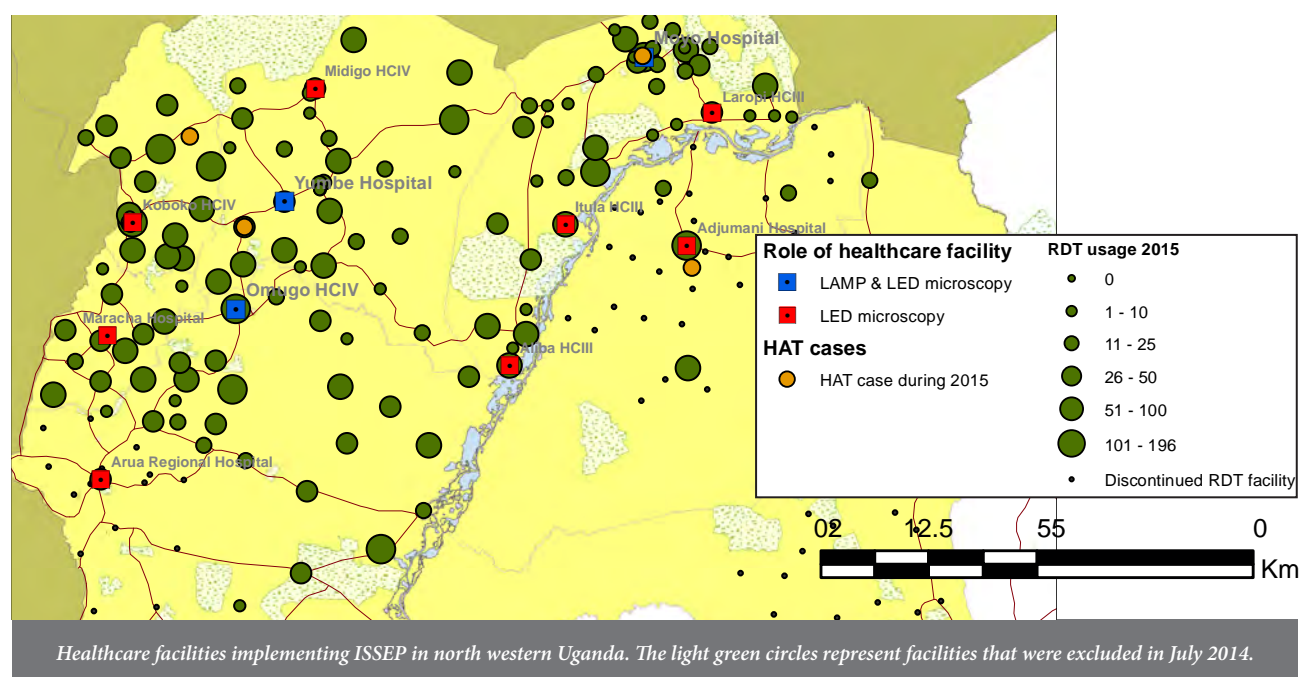 Moyo Hospital
Midigo HCIV
Laropi HCIII
Yumbe Hospital
Koboko HCIV
Itula HCIII
Adjumani Hospital
Omugo HCIV
Maracha Hospital
Aliba HCIII
Arua Regional Hospital
Role of healthcare facility
LAMP & LED microscopy
LED microscopy
HAT cases
HAT case during 2015
RDT usage 2015
0
1 - 10
11 - 25
26 - 50
51 - 100
101 - 196
Discontinued RDT facility
02 12.5 55 0
Km
Healthcare facilities implementing ISSEP in north western Uganda. The light green circles represent facilities that were excluded in July 2014.